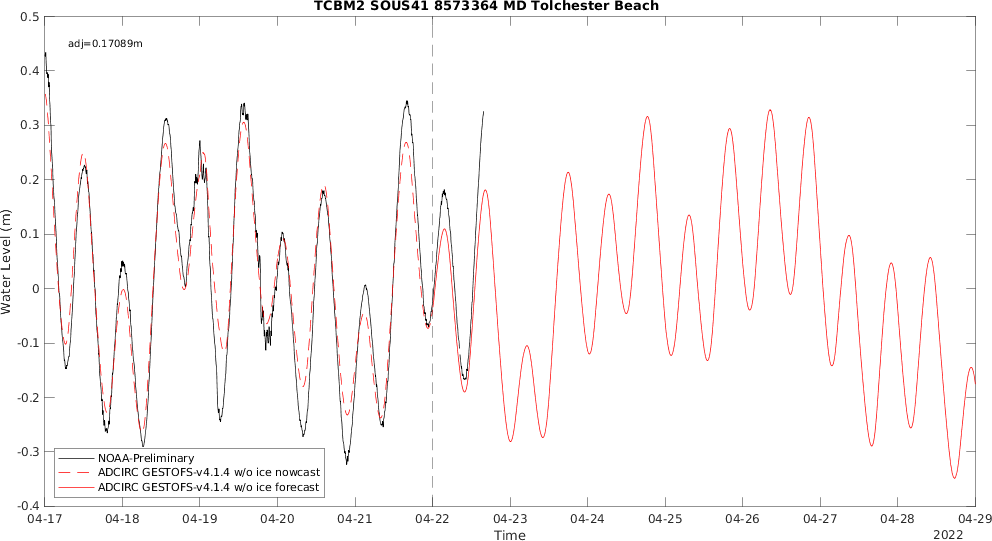 TCBM2 SOUS41 8573364 MD Tolchester Beach
adj=0.17089m
0.5
0.4
0.3
0.2
0.1
0
-0.1
-0.2
-0.3
-0.4
Water Level (m)
NOAA-Preliminary
ADCIRC GESTOFS-v4.1.4 w/o ice nowcast
ADCIRC GESTOFS-v4.1.4 w/o ice forecast
04-17 04-18 04-19 04-20 04-21 04-22 04-23 04-24 04-25 04-26 04-27 04-28 04-29
Time
2022